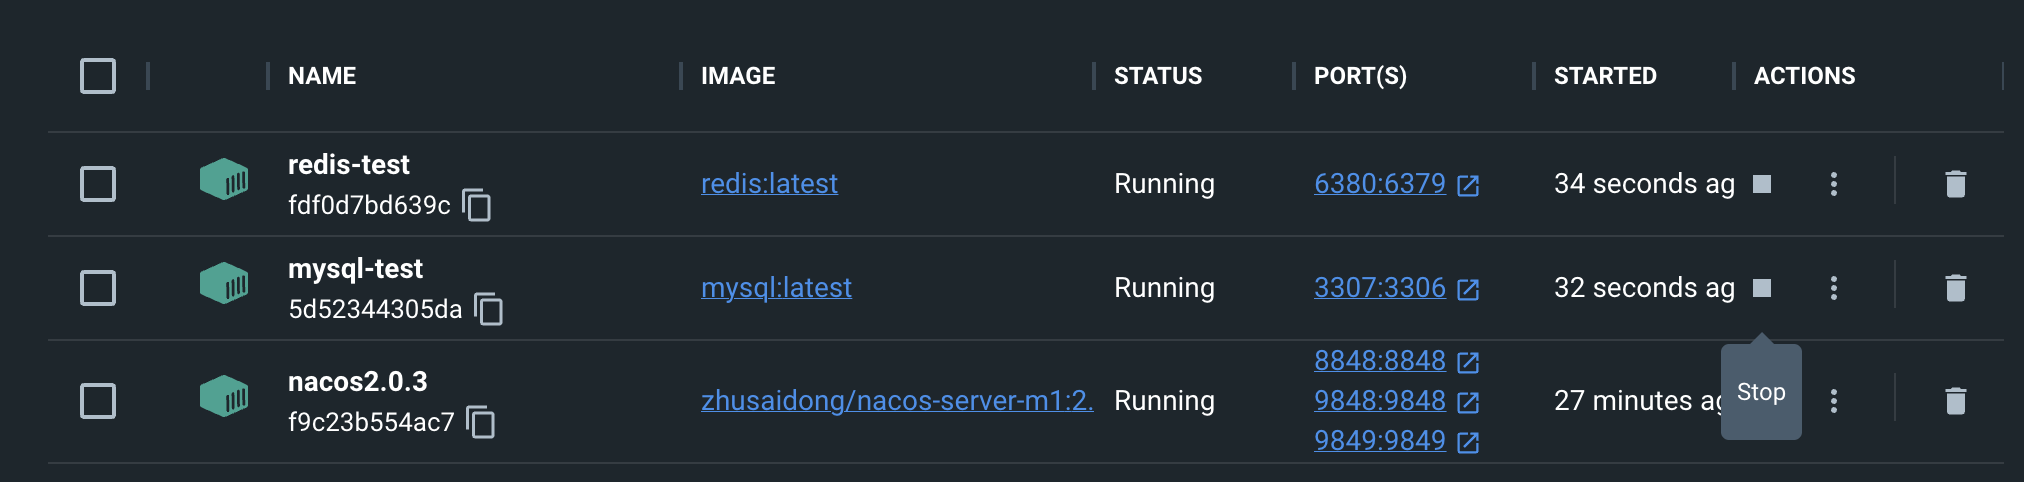 NAME IMAGE STATUS PORT(S) STARTED ACTIONS
redis-test
fdf0d7bd639c
redis:latest Running 6380:6379 34 seconds ag
mysql-test
5d52344305da
mysql:latest Running 3307:3306 32 seconds ag
nacos2.0.3
f9c23b554ac7
zhusaidong/nacos-server-m1:2. Running
8848:8848
9848:9848
9849:9849
27 minutes ag
Stop